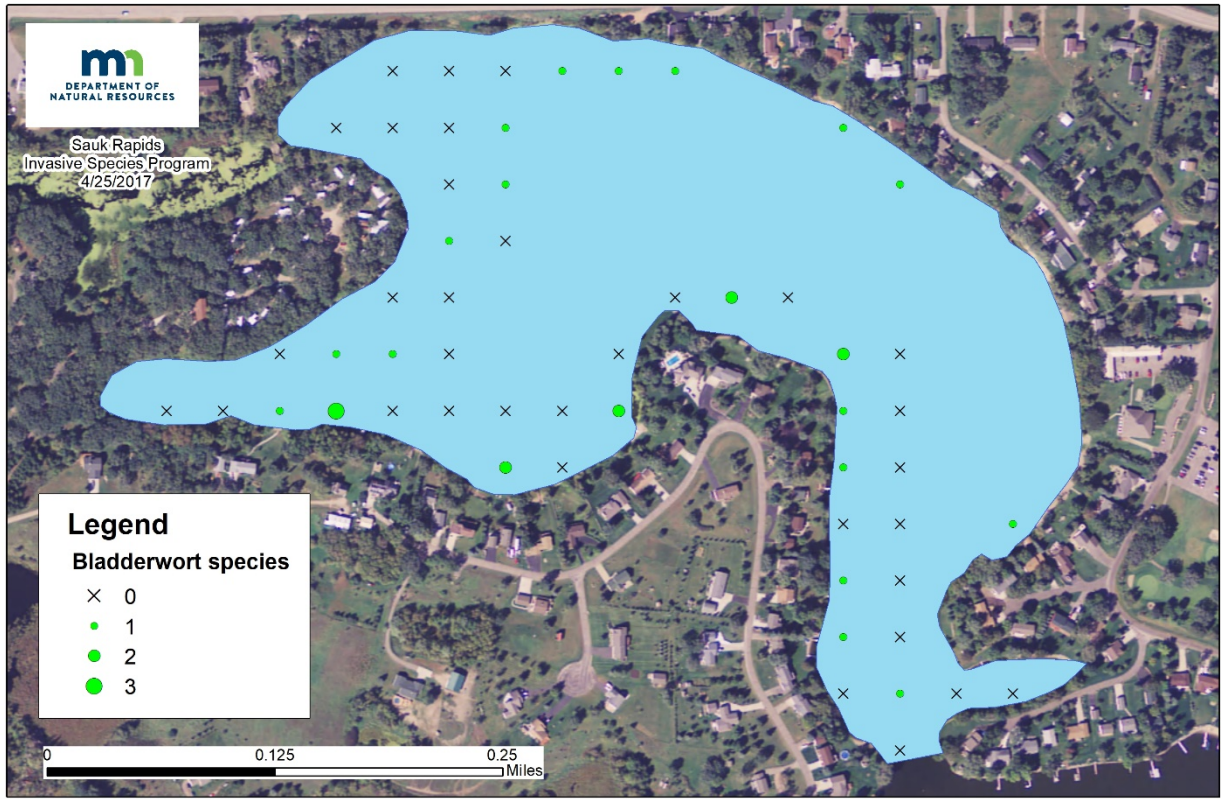 mn
DEPARTMENT OF
NATURAL RESOURCES
Sauk Rapids
Invasive Species Program
4/25/2017
Legend
Bladderwort species
0
1
2
3
0 0.125 0.25
Miles